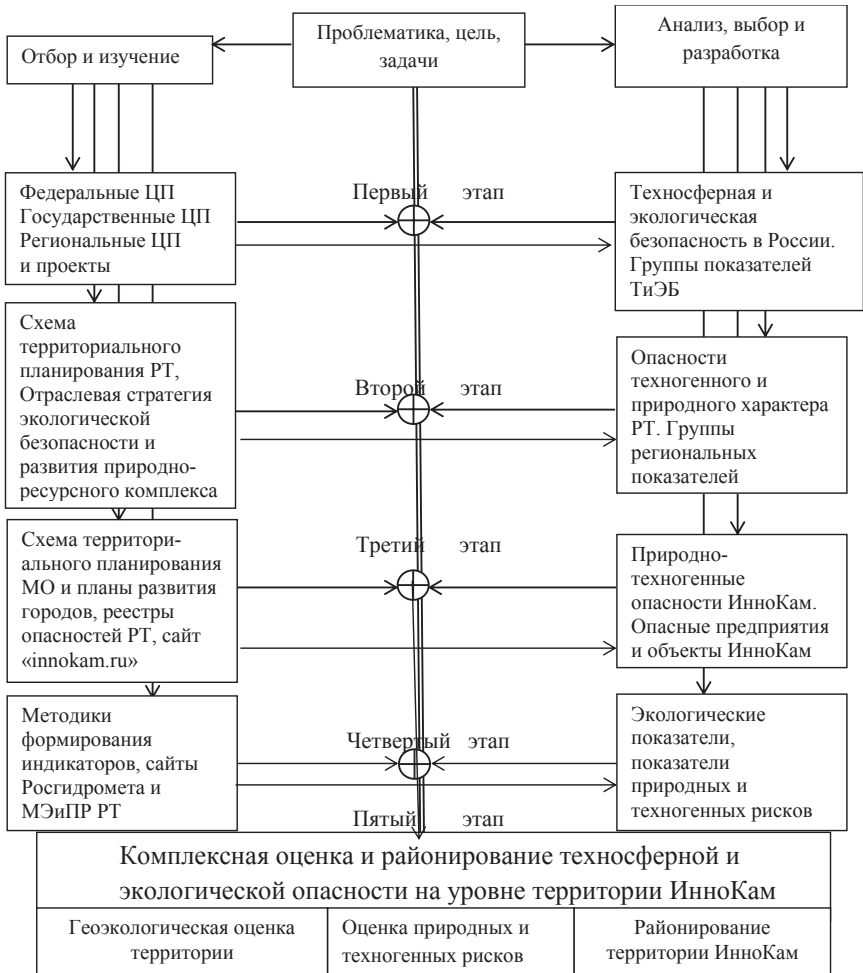 Отбор и изучение
Проблематика, цель,
задачи
Анализ, выбор и
разработка
Федеральные ЦП
Государственные ЦП
Региональные ЦП
и проекты
Первый этап
Техносферная и
экологическая
безопасность в России.
Группы показателей
ТиЭБ
Схема
территориального
планирования РТ,
Отраслевая стратегия
экологической
безопасности и
развития природно-
ресурсного комплекса
Второй этап
Опасности
техногенного и
природного характера
РТ. Группы
региональных
показателей
Схема территори-
ального планирования
МО и планы развития
городов, реестры
опасностей РТ, сайт
«innokam.ru»
Третий этап
Природно-
техногенные
опасности ИнноКам.
Опасные предприятия
и объекты ИнноКам
Методики
формирования
индикаторов, сайты
Росгидромета и
МЭиПР РТ
Четвертый этап
Экологические
показатели,
показатели
природных и
техногенных рисков
Пятый этап
Комплексная оценка и районирование техносферной и
экологической опасности на уровне территории ИнноКам
Геоэкологическая оценка
территории
Оценка природных и
техногенных рисков
Районирование
территории ИнноКам